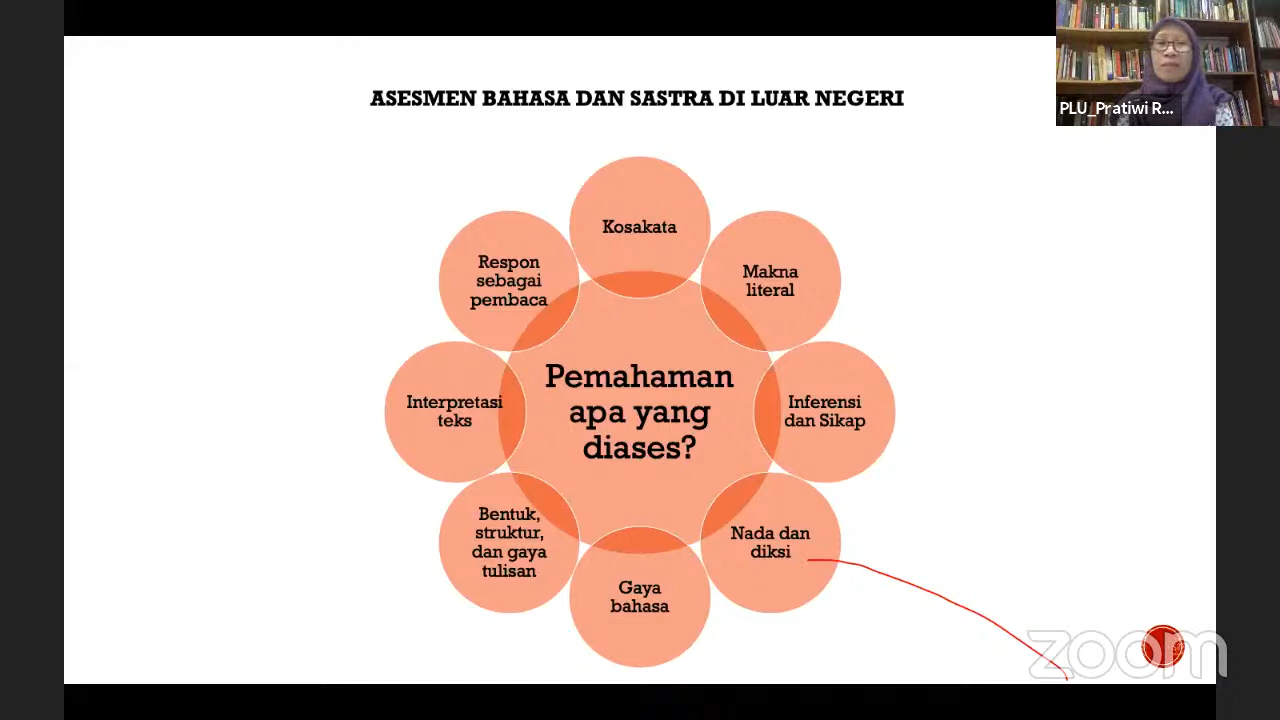 ASESMEN BAHASA DAN SASTRA DI LUAR NEGERI
PLU_Pratiwi R...
Kosakata
Makna
literal
Inferensi
dan Sikap
Nada dan
diksi
Gaya
bahasa
Bentuk,
struktur,
dan gaya
tulisan
Interpretasi
teks
Respon
sebagai
pembaca
Pemahaman
apa yang
diases?
zoom